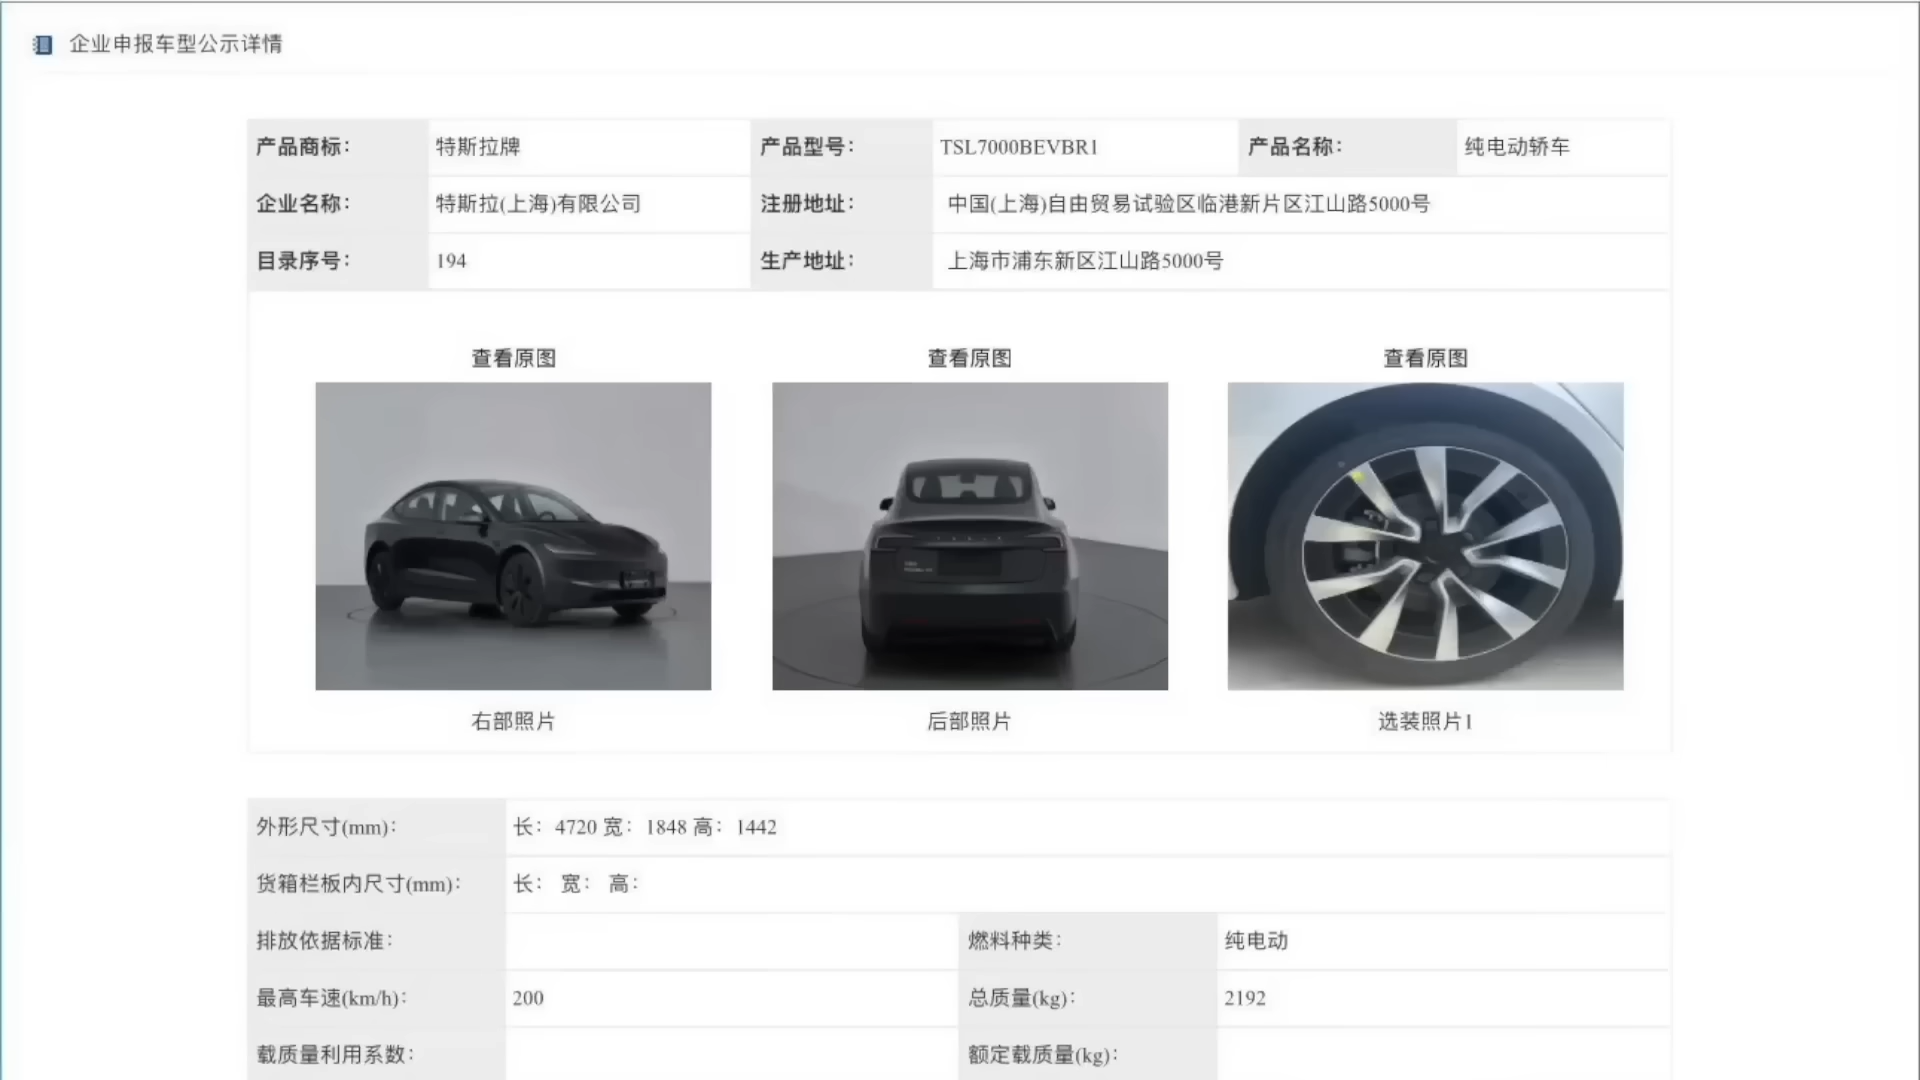 企业申报车型公示详情
产品商标: 特斯拉牌 产品型号: TSL7000BEVBR1 产品名称: 纯电动轿车
企业名称: 特斯拉(上海)有限公司 注册地址: 中国(上海)自由贸易试验区临港新片区江山路5000号
目录序号: 194 生产地址: 上海市浦东新区江山路5000号
查看原图 查看原图 查看原图
TESLA
右部照片 后部照片 选装照片1
外形尺寸(mm): 长: 4720 宽: 1848 高: 1442
货箱栏板内尺寸(mm): 长: 宽: 高:
排放依据标准: 燃料种类: 纯电动
最高车速(km/h): 200 总质量(kg): 2192
载质量利用系数: 额定载质量(kg):